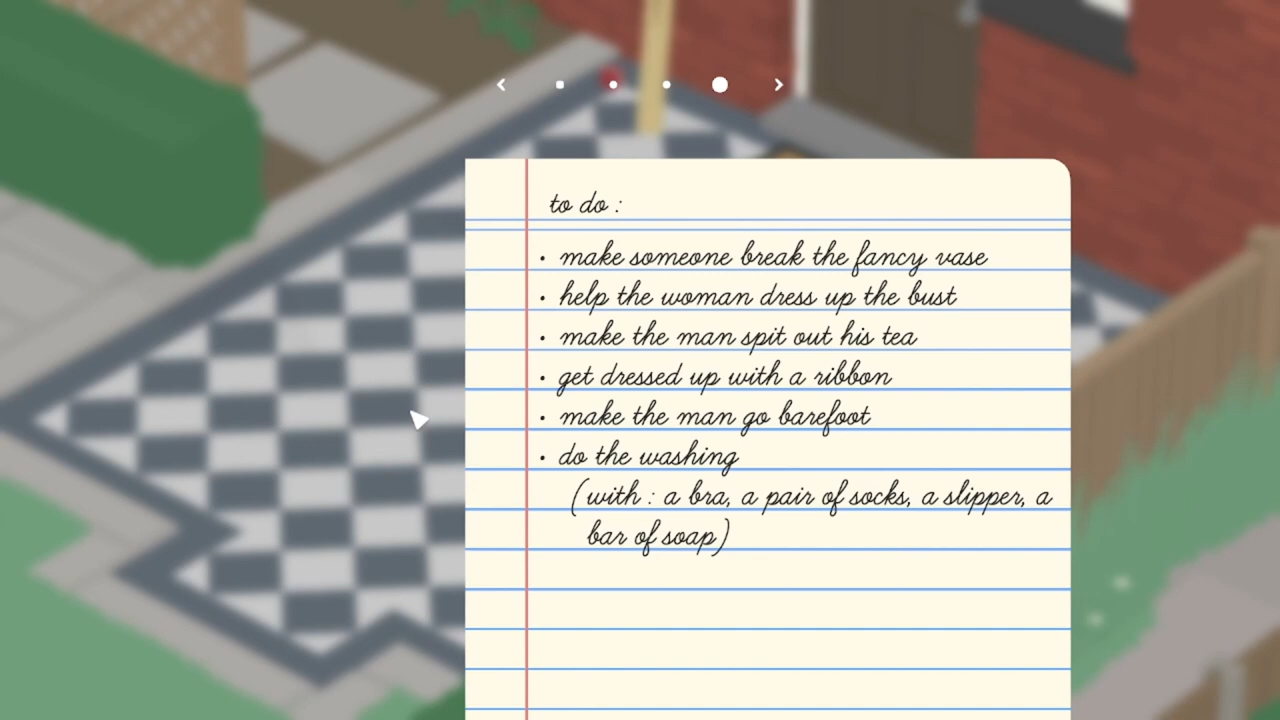 to do :
• make someone break the fancy vase
• help the woman dress up the bust
• make the man spit out his tea
• get dressed up with a ribbon
• make the man go barefoot
• do the washing
(with : a bra, a pair of socks, a slipper, a
bar of soap)